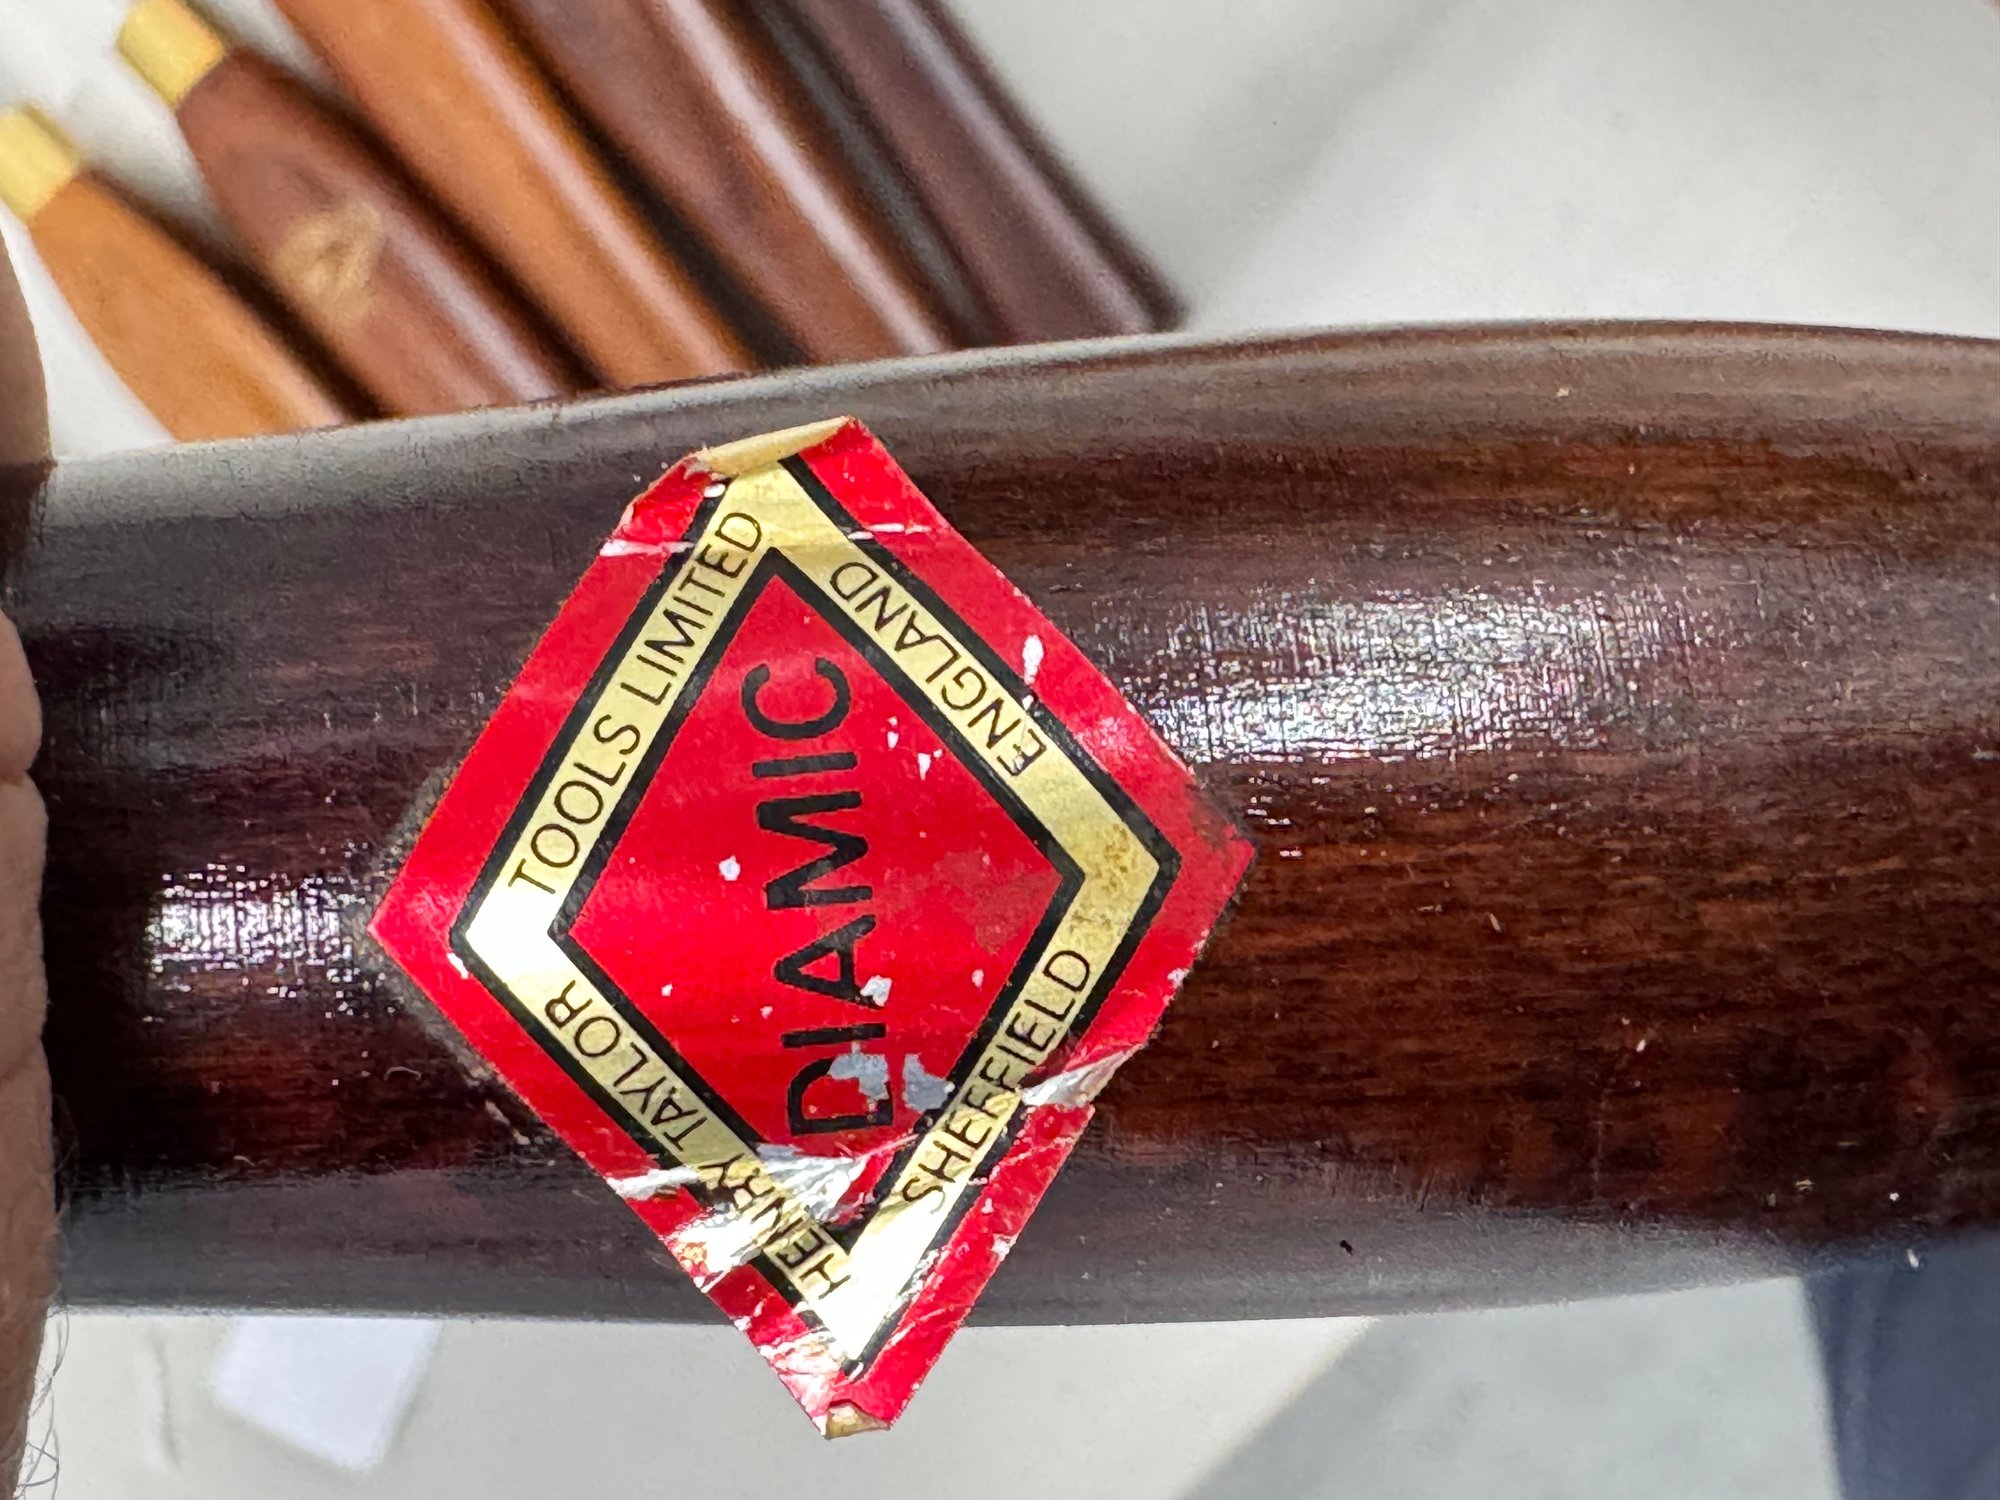 HENRY TAYLOR
TOOLS LIMITED
DIAMIC
SHEFFIELD
ENGLAND